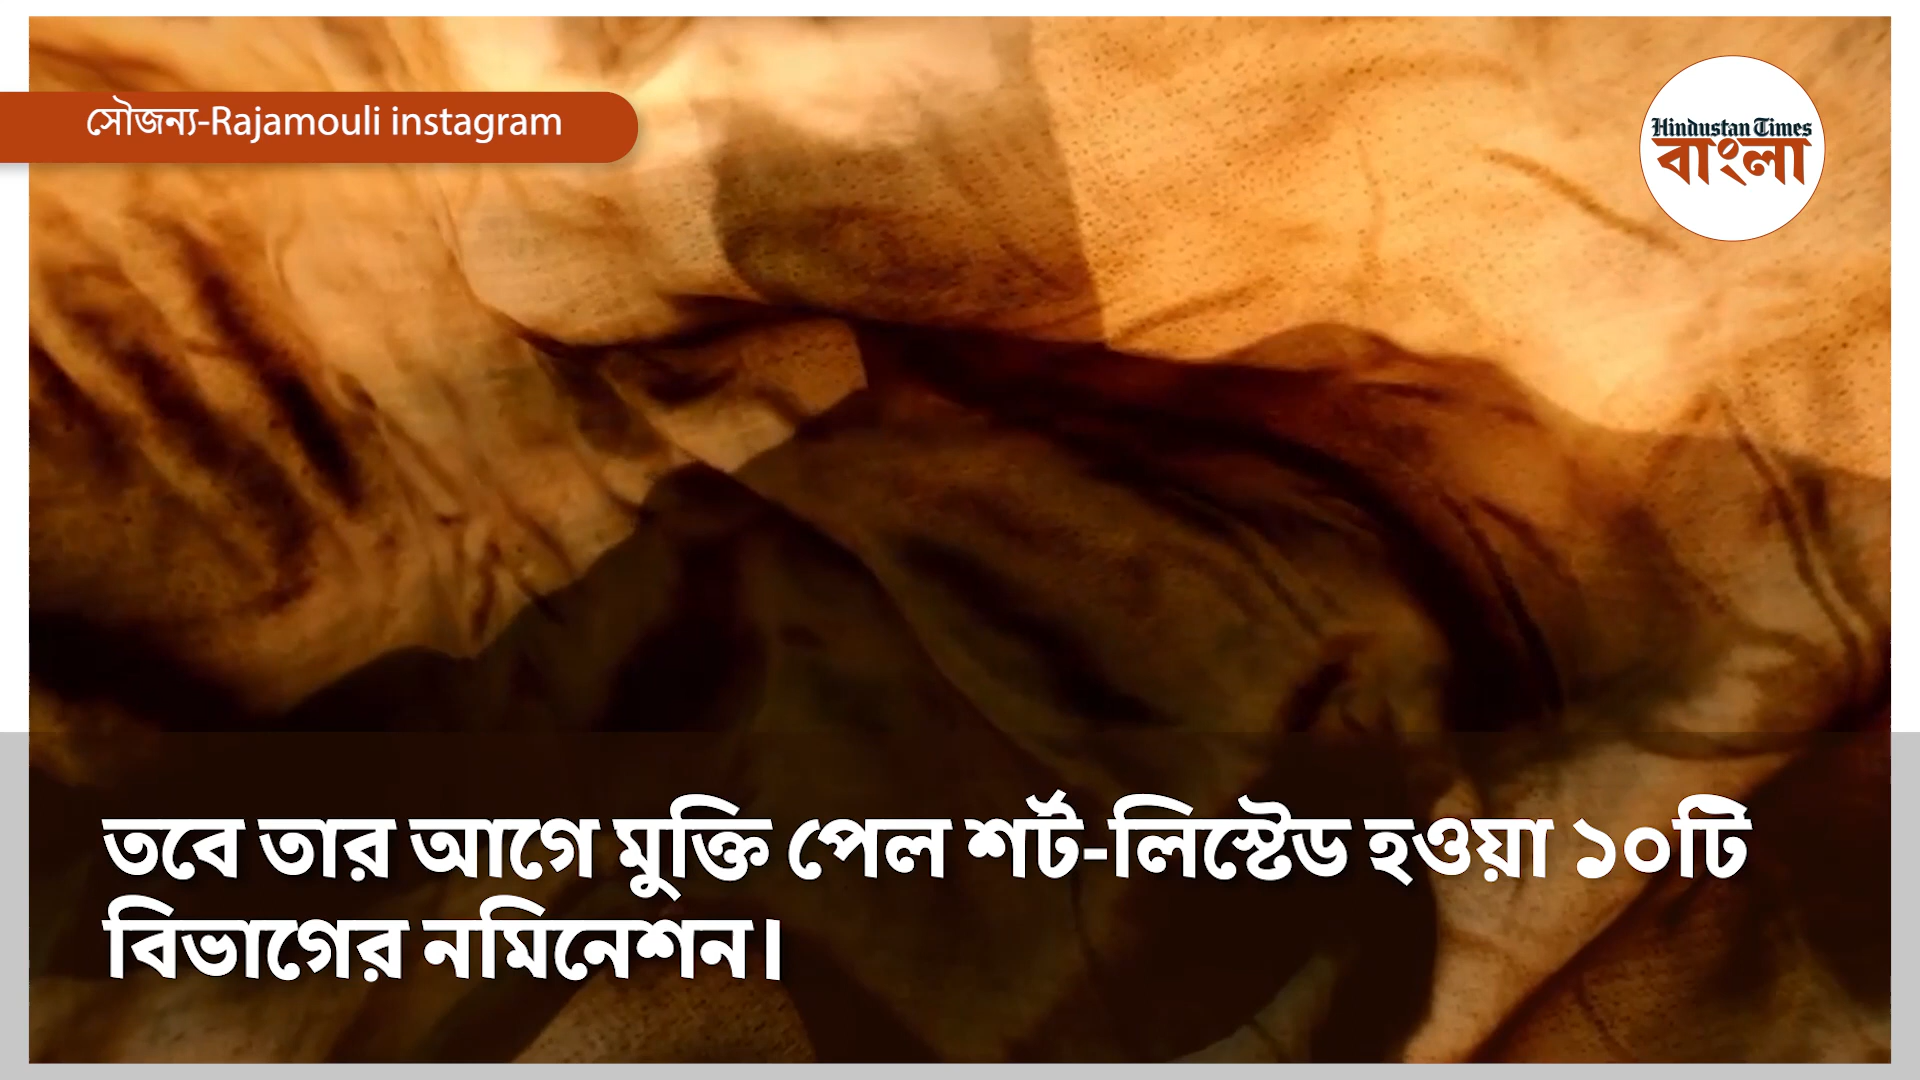 সৌজন্য-Rajamouli instagram
Hindustan Times
বাংলা
তবে তার আগে মুক্তি পেল শর্ট-লিস্টেড হওয়া ১০টি
বিভাগের নমিনেশন।